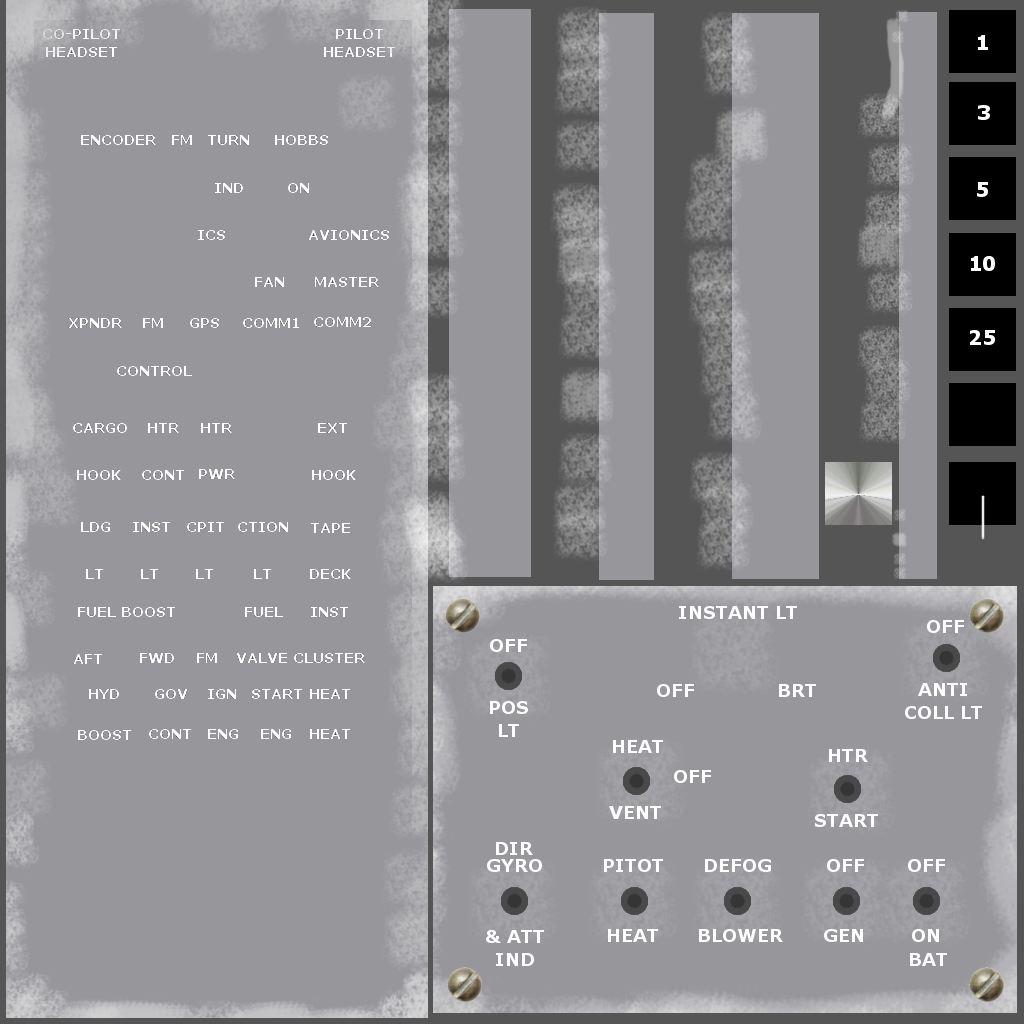 CO-PILOT PILOT
HEADSET HEADSET
ENCODER FM TURN HOBBS
IND ON
ICS AVIONICS
FAN MASTER
XPNDR FM GPS COMM1 COMM2
CONTROL
CARGO HTR HTR EXT
HOOK CONT PWR HOOK
LDG INST CPIT CTION TAPE
LT LT LT LT DECK
FUEL BOOST FUEL INST
AFT FWD FM VALVE CLUSTER
HYD GOV IGN START HEAT
BOOST CONT ENG ENG HEAT
1
3
5
10
25
INSTANT LT
OFF
POS
LT
OFF BRT
OFF
ANTI
COLL LT
HEAT
OFF
VENT
HTR
START
DIR
GYRO PITOT DEFOG OFF OFF
& ATT HEAT BLOWER GEN ON
IND BAT